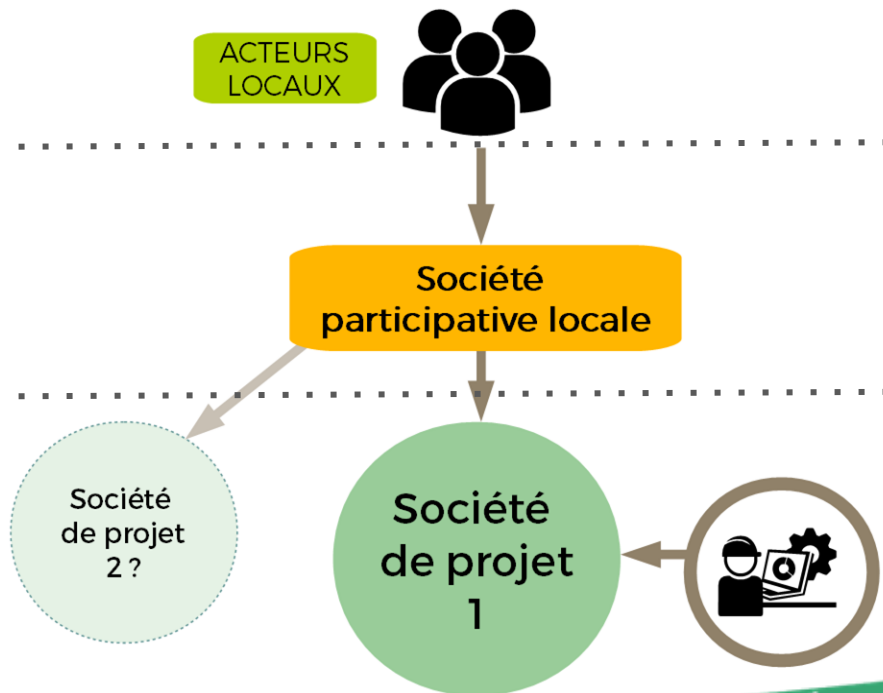 ACTEURS
LOCAUX
Société
participative locale
Société
de projet
2 ?
Société
de projet
1